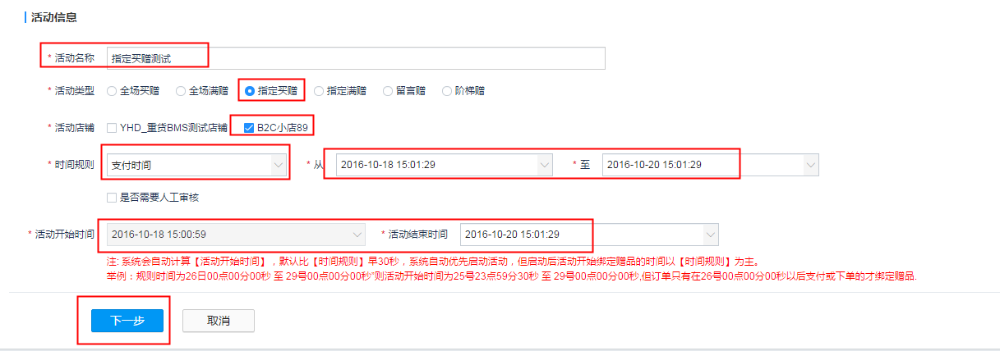 活动信息
* 活动名称 指定买赠测试
* 活动类型 全场买赠 全场满赠 指定买赠 指定满赠 留言赠 阶梯赠
* 活动店铺 YHD_重货BMS测试店铺 B2C小店89
* 时间规则 支付时间 * 从 2016-10-18 15:01:29 * 至 2016-10-20 15:01:29
是否需要人工审核
* 活动开始时间 2016-10-18 15:00:59 * 活动结束时间 2016-10-20 15:01:29
注: 系统会自动计算【活动开始时间】，默认比【时间规则】早30秒，系统自动优先启动活动，但启动后活动开始绑定赠品的时间以【时间规则】为主。
举例：规则时间为26日00点00分00秒 至 29号00点00分00秒"则活动开始时间为25号23点59分30秒 至 29号00点00分00秒,但订单只有在26号00点00分00秒以后支付或下单的才绑定赠品.
下一步 取消